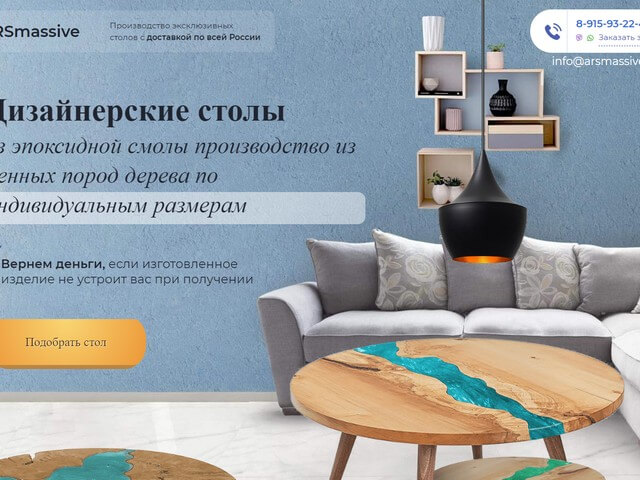 RSmassive
Производство эксклюзивных
столов с доставкой по всей России
8-915-93-22-4
Заказать з
info@arsmassive
Дизайнерские столы
з эпоксидной смолы производство из
енных пород дерева по
ндивидуальным размерам
Вернем деньги, если изготовленное
изделие не устроит вас при получении
Подобрать стол